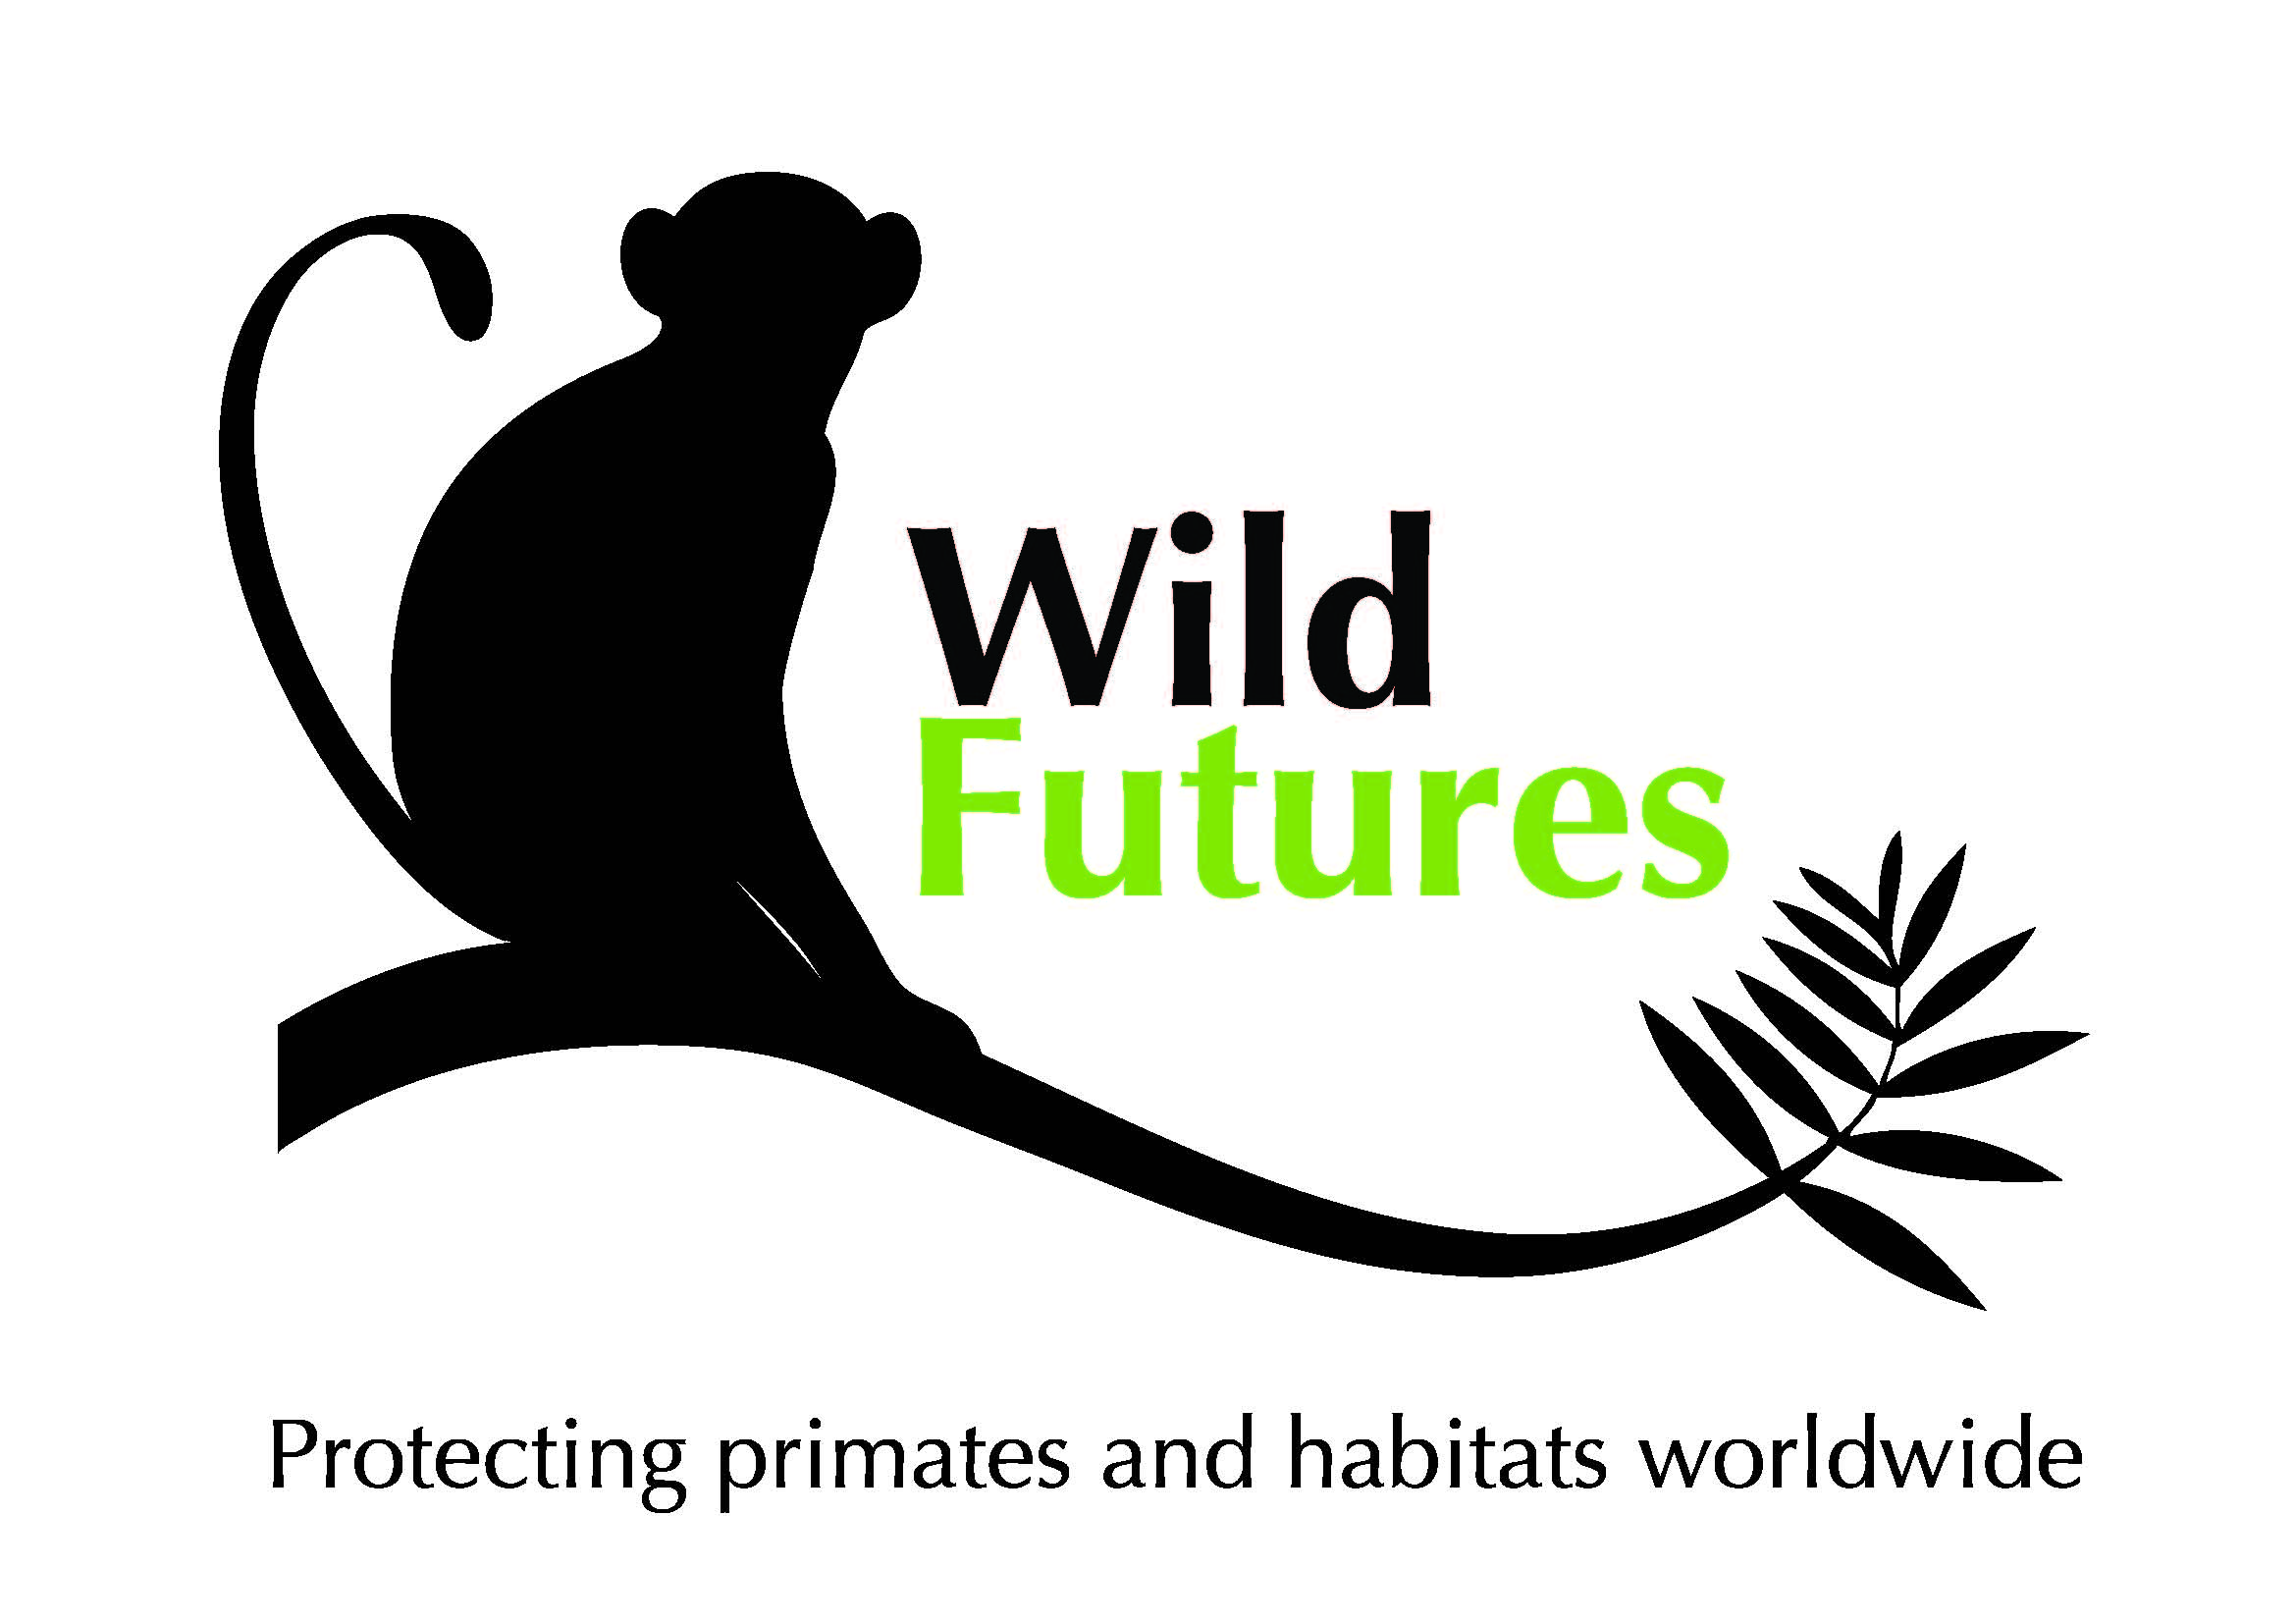 Wild
Futures
Protecting primates and habitats worldwide